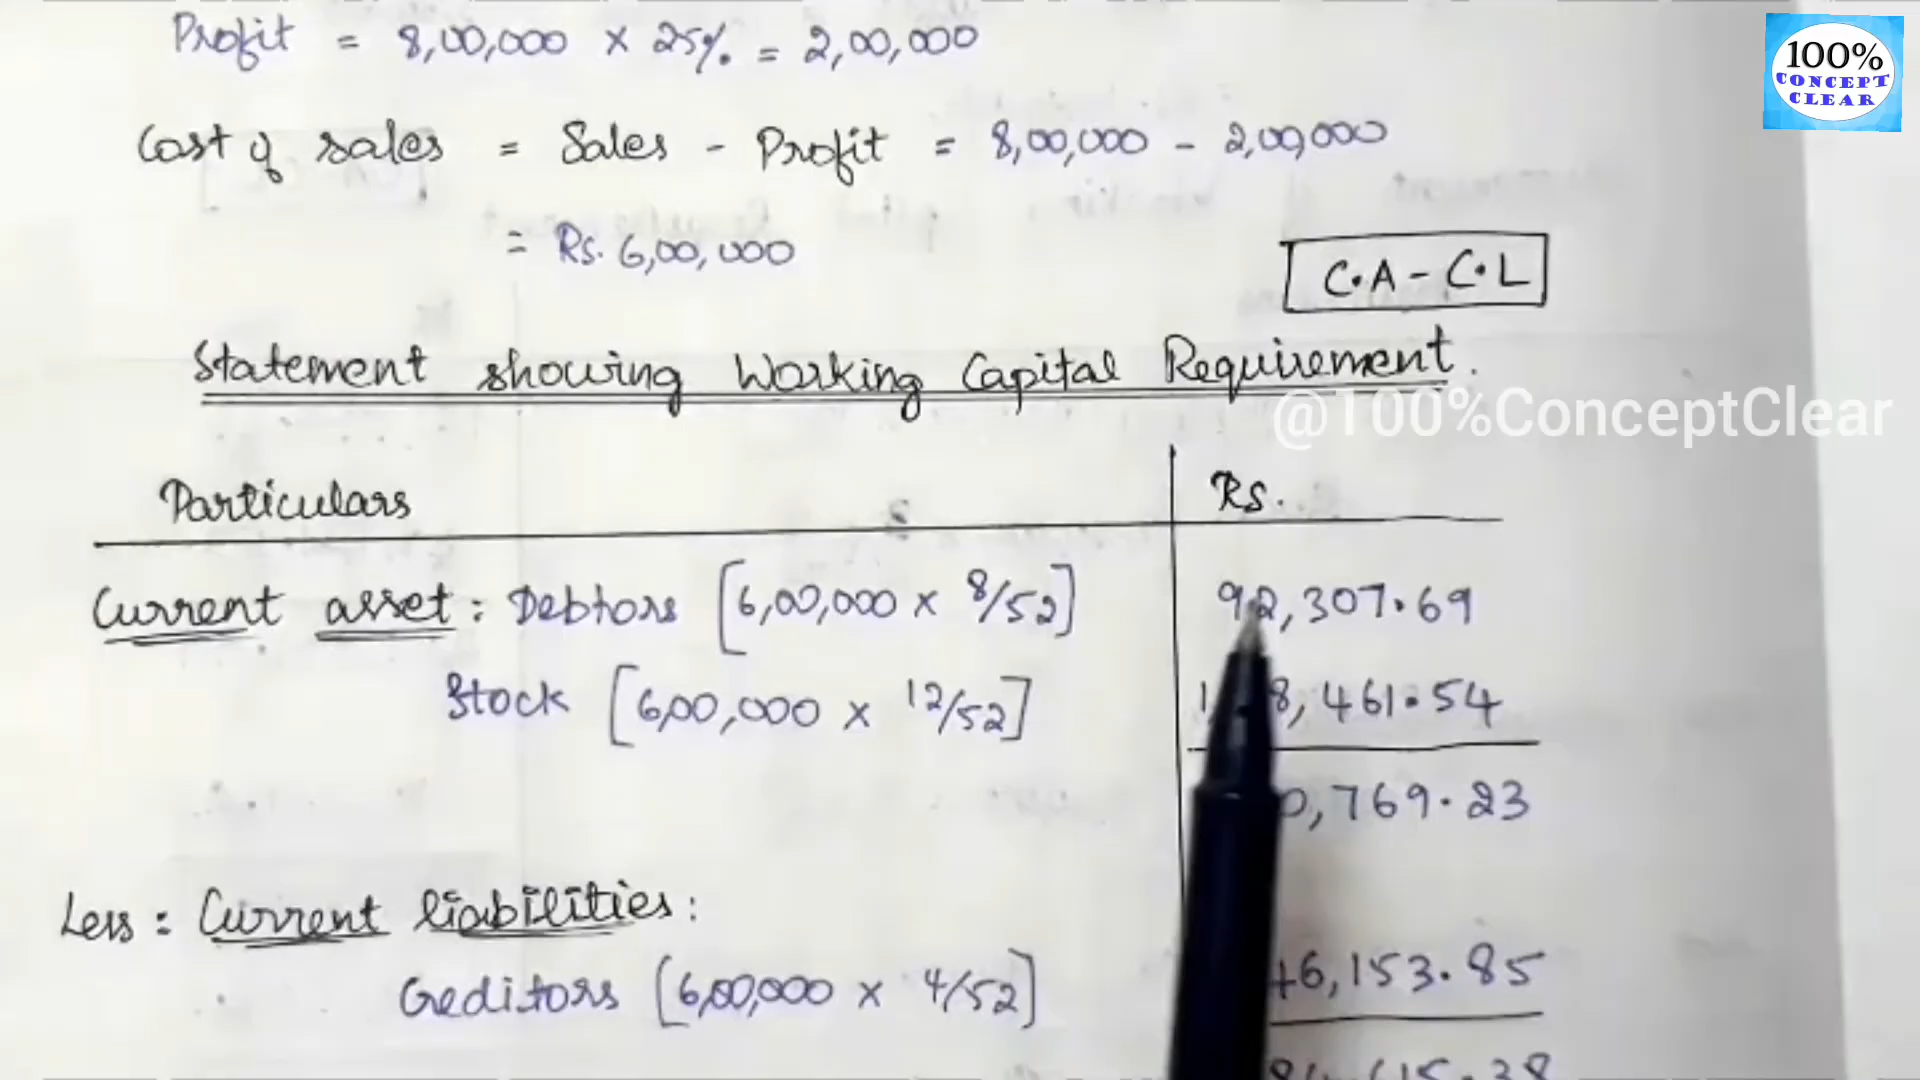 Profit = 8,00,000 × 25% = 2,00,000
100%
CONCEPT
CLEAR
Cost of sales = Sales - Profit = 8,00,000 - 2,00,000
= Rs. 6,00,000
C.A - C.L
Statement showing Working Capital Requirement.
@100%ConceptClear
Particulars Rs.
Current asset : Debtors [6,00,000 × 8/52] 92,307.69
Stock [6,00,000 × 12/52] 8,461.54
0,769.23
Less : Current liabilities :
Creditors [6,00,000 × 4/52] 46,153.85